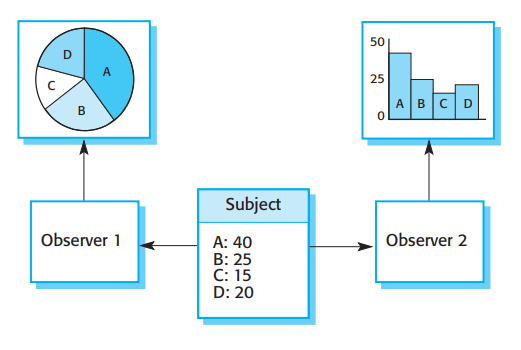 D
A
C
B
50
25
0
A B C D
Observer 1
Subject
A: 40
B: 25
C: 15
D: 20
Observer 2